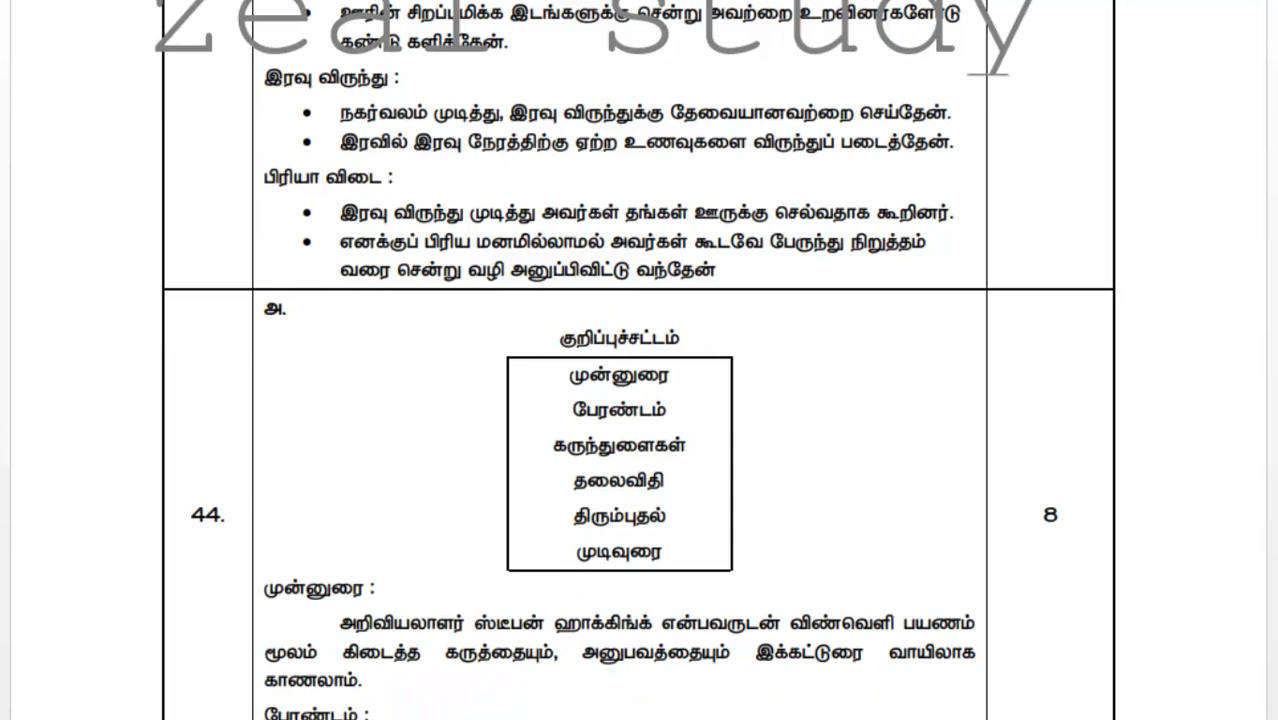 zeal study
• ஊரின் சிறப்புமிக்க இடங்களுக்கு சென்று அவற்றை உறவினர்களோடு
கண்டு களித்தேன்.
இரவு விருந்து :
• நகர்வலம் முடித்து, இரவு விருந்துக்கு தேவையானவற்றை செய்தேன்.
• இரவில் இரவு நேரத்திற்கு ஏற்ற உணவுகளை விருந்துப் படைத்தேன்.
பிரியா விடை :
• இரவு விருந்து முடித்து அவர்கள் தங்கள் ஊருக்கு செல்வதாக கூறினர்.
• எனக்குப் பிரிய மனமில்லாமல் அவர்கள் கூடவே பேருந்து நிறுத்தம்
வரை சென்று வழி அனுப்பிவிட்டு வந்தேன்
அ.
குறிப்புச்சட்டம்
முன்னுரை
பேரண்டம்
கருந்துளைகள்
தலைவிதி
திரும்புதல்
முடிவுரை
44.
8
முன்னுரை :
அறிவியலாளர் ஸ்டீபன் ஹாக்கிங்க் என்பவருடன் விண்வெளி பயணம்
மூலம் கிடைத்த கருத்தையும், அனுபவத்தையும் இக்கட்டுரை வாயிலாக
காணலாம்.
பேரண்டம் :